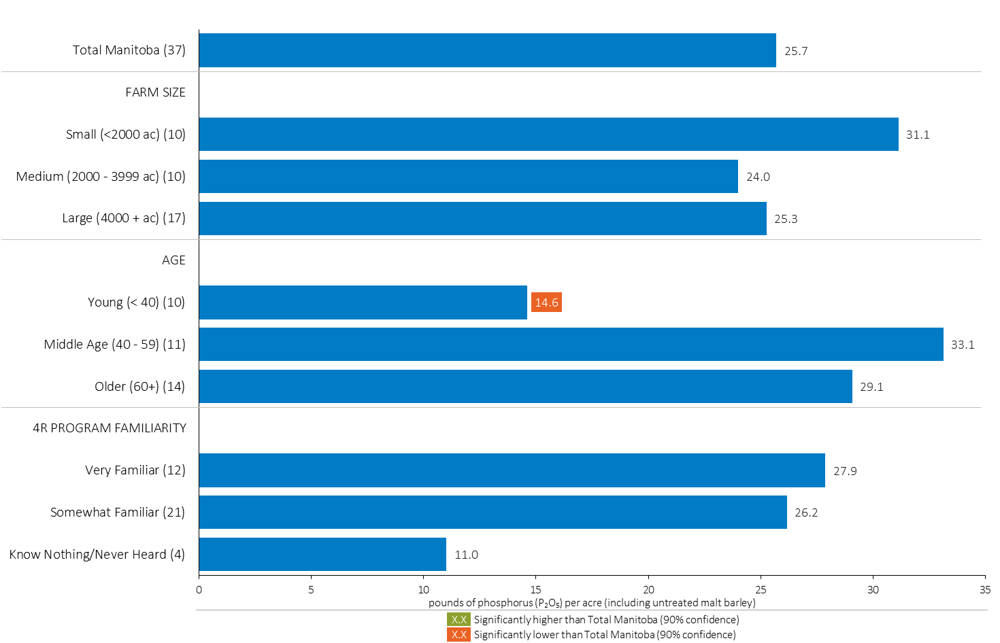 Total Manitoba (37) 25.7
FARM SIZE
Small (<2000 ac) (10) 31.1
Medium (2000 - 3999 ac) (10) 24.0
Large (4000 + ac) (17) 25.3
AGE
Young (< 40) (10) 14.6
Middle Age (40 - 59) (11) 33.1
Older (60+) (14) 29.1
4R PROGRAM FAMILIARITY
Very Familiar (12) 27.9
Somewhat Familiar (21) 26.2
Know Nothing/Never Heard (4) 11.0
0 5 10 15 20 25 30 35
pounds of phosphorus (P₂O₅) per acre (including untreated malt barley)
X.X Significantly higher than Total Manitoba (90% confidence)
X.X Significantly lower than Total Manitoba (90% confidence)